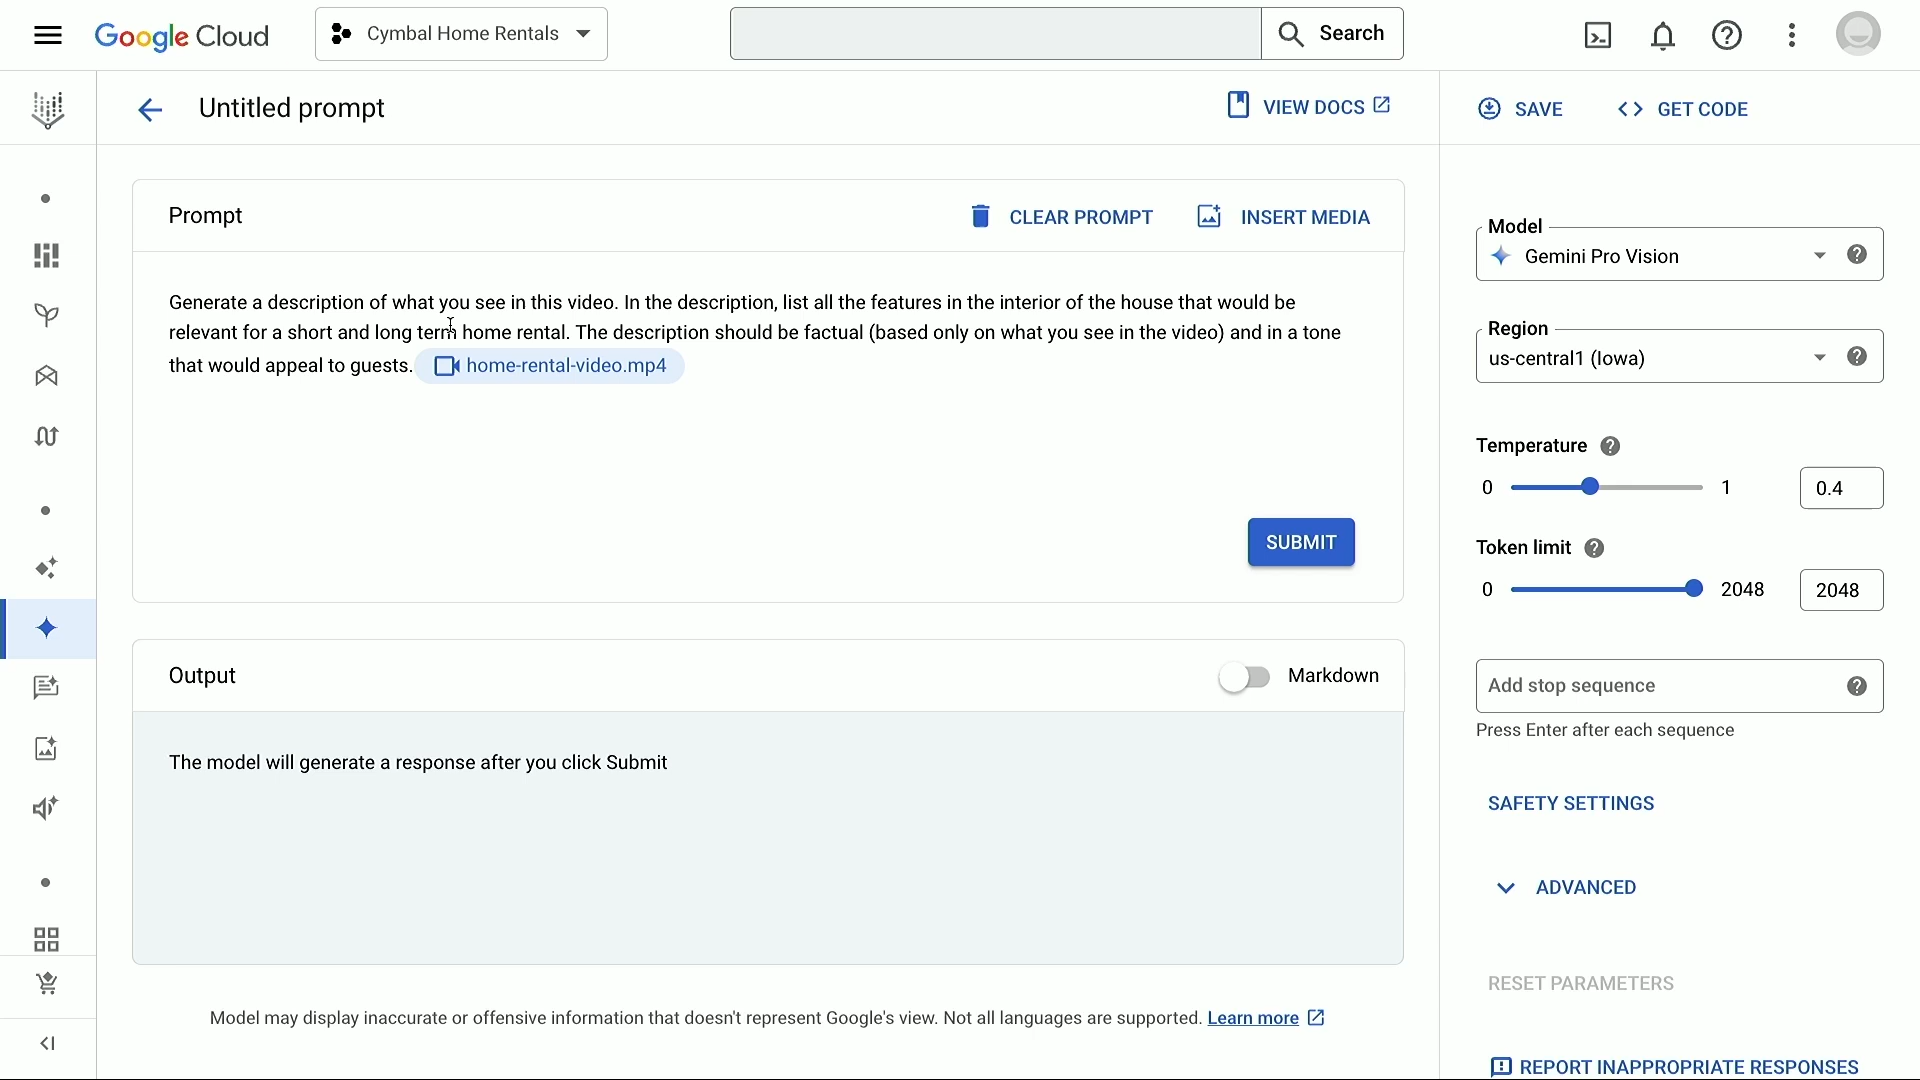 Google Cloud
Cymbal Home Rentals
Search
Untitled prompt
VIEW DOCS
SAVE
GET CODE
Prompt
CLEAR PROMPT
INSERT MEDIA
Generate a description of what you see in this video. In the description, list all the features in the interior of the house that would be
relevant for a short and long term home rental. The description should be factual (based only on what you see in the video) and in a tone
that would appeal to guests. home-rental-video.mp4
SUBMIT
Output
Markdown
The model will generate a response after you click Submit
Model may display inaccurate or offensive information that doesn't represent Google's view. Not all languages are supported. Learn more
Model
Gemini Pro Vision
Region
us-central1 (Iowa)
Temperature
0 1 0.4
Token limit
0 2048 2048
Add stop sequence
Press Enter after each sequence
SAFETY SETTINGS
ADVANCED
RESET PARAMETERS
REPORT INAPPROPRIATE RESPONSES